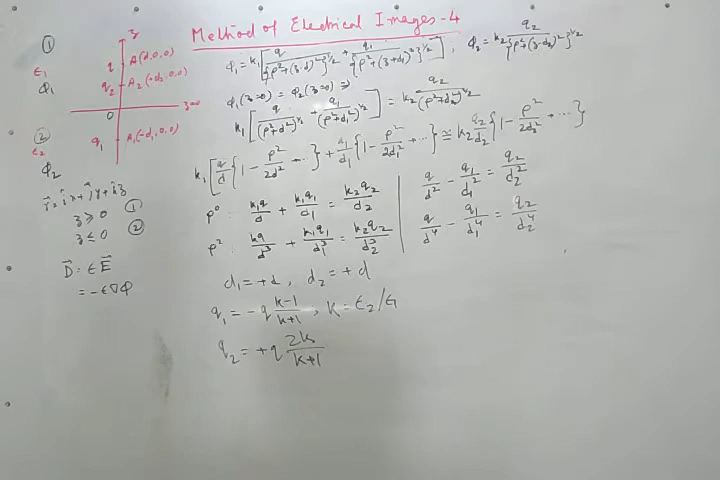 Method of Electrical Images-4
① z
q A(d,0,0)
ε₁ q₂ A₂(+d₂,0,0)
Φ₁
0 z=0
② q₁ A₁(-d₁,0,0)
ε₂
Φ₂
r⃗ = îx + ĵy + k̂z
z ≥ 0 ①
z ≤ 0 ②
D⃗ = ε E⃗
= -ε∇Φ
Φ₁ = k₁[q/{ρ²+(z-d)²}^1/2 + q₁/{ρ²+(z+d₁)²}^1/2], Φ₂ = k₂ q₂/{ρ²+(z-d₂)²}^1/2
Φ₁(z=0) = Φ₂(z=0) ⇒
k₁[q/(ρ²+d²)^1/2 + q₁/(ρ²+d₁²)^1/2] = k₂ q₂/(ρ²+d₂²)^1/2
k₁[q/d{1 - ρ²/2d² ...} + q₁/d₁{1 - ρ²/2d₁² + ...}] ≅ k₂ q₂/d₂{1 - ρ²/2d₂² + ...}
ρ⁰: k₁q/d + k₁q₁/d₁ = k₂q₂/d₂
ρ²: kq/d³ + k₁q₁/d₁³ = k₂q₂/d₂³
q/d² - q₁/d₁² = q₂/d₂²
q/d⁴ - q₁/d₁⁴ = q₂/d₂⁴
d₁ = +d, d₂ = +d
q₁ = -q (k-1)/(k+1), k = ε₂/ε₁
q₂ = +q 2k/(k+1)